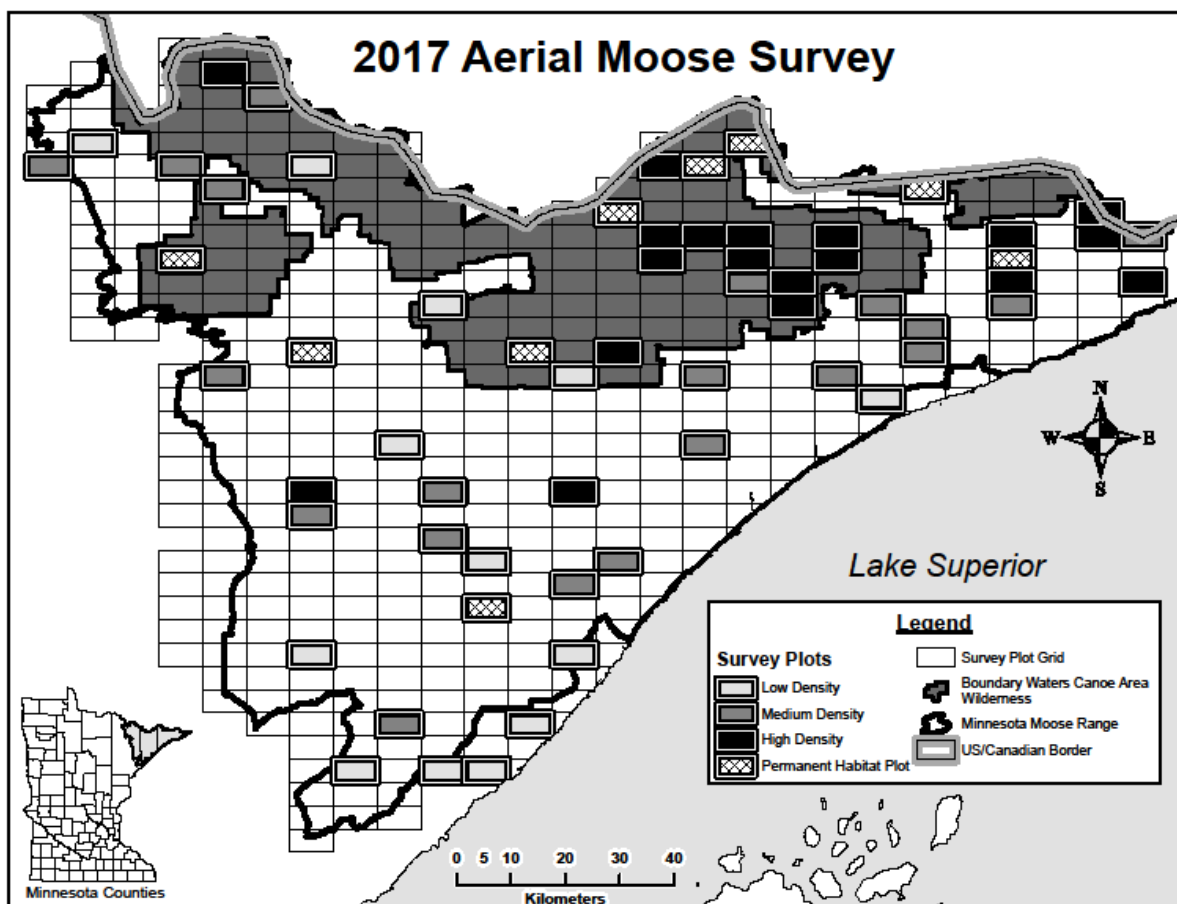 2017 Aerial Moose Survey
N
W E
S
Lake Superior
Legend
Survey Plots
Low Density
Medium Density
High Density
Permanent Habitat Plot
Survey Plot Grid
Boundary Waters Canoe Area
Wilderness
Minnesota Moose Range
US/Canadian Border
Minnesota Counties
0 5 10 20 30 40
Kilometers